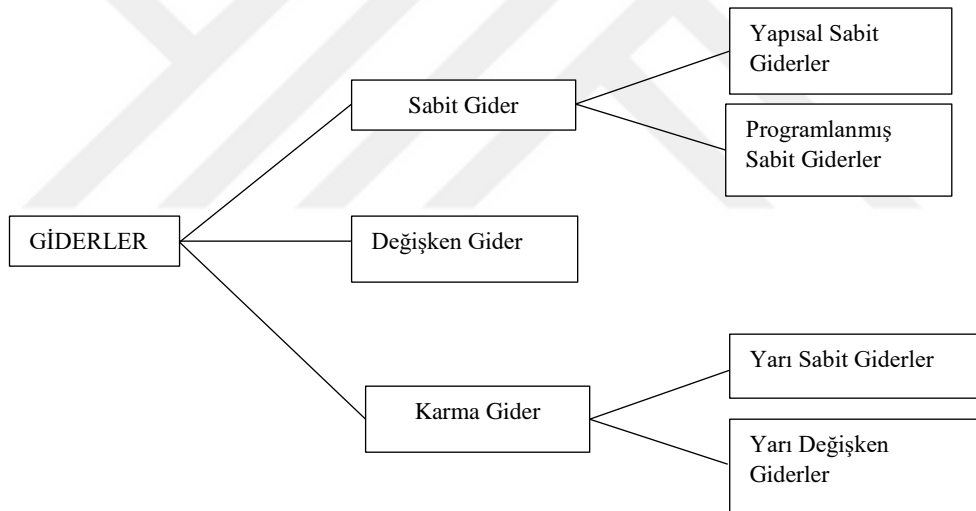 Yapısal Sabit
Giderler
Sabit Gider
Programlanmış
Sabit Giderler
GİDERLER
Değişken Gider
Yarı Sabit Giderler
Karma Gider
Yarı Değişken
Giderler